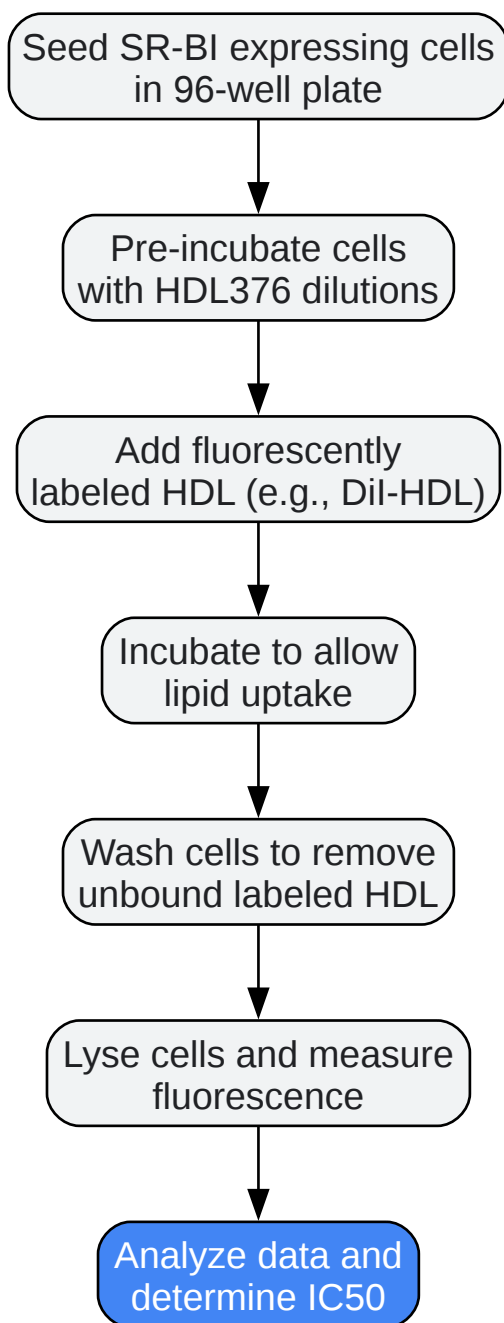 Seed SR-BI expressing cells
in 96-well plate
Pre-incubate cells
with HDL376 dilutions
Add fluorescently
labeled HDL (e.g., DiI-HDL)
Incubate to allow
lipid uptake
Wash cells to remove
unbound labeled HDL
Lyse cells and measure
fluorescence
Analyze data and
determine IC50